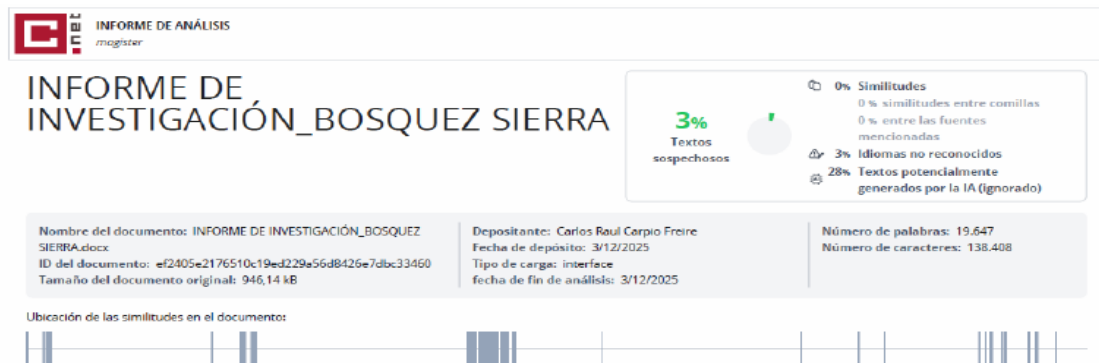 C.net
INFORME DE ANÁLISIS
magister
INFORME DE
INVESTIGACIÓN_BOSQUEZ SIERRA
3%
Textos
sospechosos
0% Similitudes
0 % similitudes entre comillas
0 % entre las fuentes
mencionadas
3% Idiomas no reconocidos
28% Textos potencialmente
generados por la IA (ignorado)
Nombre del documento: INFORME DE INVESTIGACIÓN_BOSQUEZ
SIERRA.docx
ID del documento: ef2405e2176510c19ed229a56d8426e7dbc33460
Tamaño del documento original: 946,14 kB
Depositante: Carlos Raul Carpio Freire
Fecha de depósito: 3/12/2025
Tipo de carga: interface
fecha de fin de análisis: 3/12/2025
Número de palabras: 19.647
Número de caracteres: 138.408
Ubicación de las similitudes en el documento: